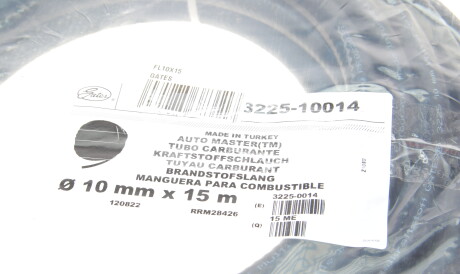 FL10X15
GATES
Gates
3225-10014
MADE IN TURKEY
AUTO MASTER(TM)
TUBO CARBURANTE
KRAFTSTOFFSCHLAUCH
TUYAU CARBURANT
BRANDSTOFSLANG
MANGUERA PARA COMBUSTIBLE
Ø 10 mm x 15 m
(E) 3225-0014
120822 RRM28426
(Q) 15 ME